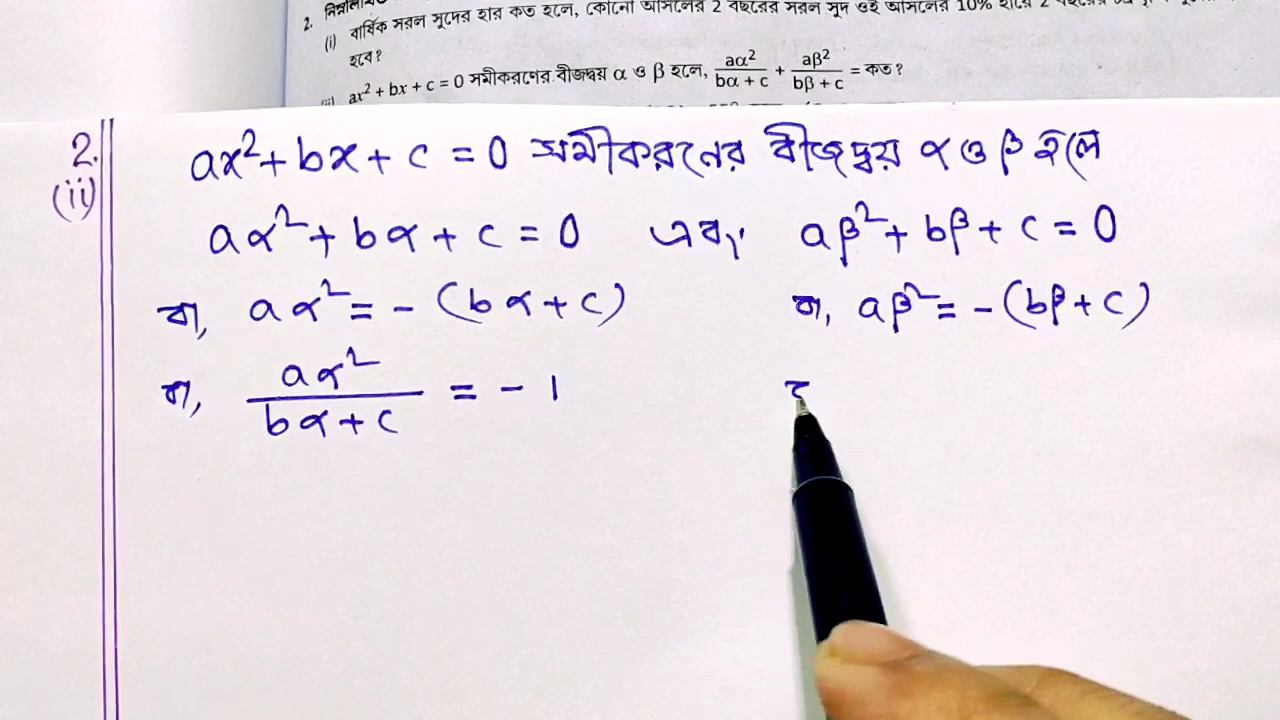 2. নিম্নলিখিত
(i) বার্ষিক সরল সুদের হার কত হলে, কোনো আসলের 2 বছরের সরল সুদ ওই আসলের 10% হারে 2 বছরের
হবে?
(ii) ax² + bx + c = 0 সমীকরণের বীজদ্বয় α ও β হলে, aα²/(bα + c) + aβ²/(bβ + c) = কত?
2. (ii) ax² + bx + c = 0 সমীকরনের বীজদ্বয় α ও β হলে
aα² + bα + c = 0 এবং aβ² + bβ + c = 0
বা, aα² = - (bα + c) বা, aβ² = - (bβ + c)
বা, aα²/(bα + c) = - 1